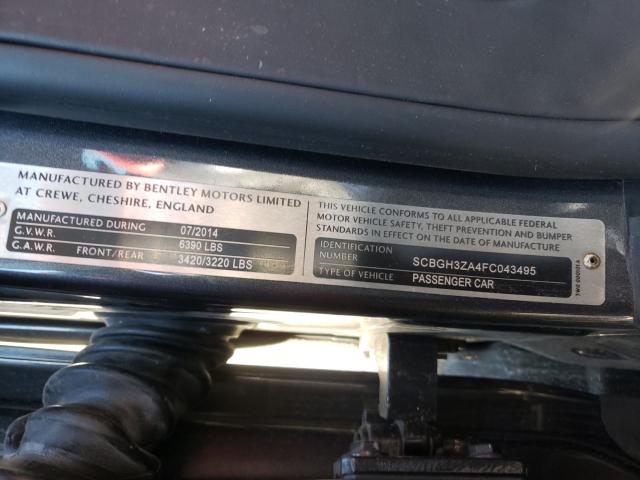 MANUFACTURED BY BENTLEY MOTORS LIMITED
AT CREWE, CHESHIRE, ENGLAND
MANUFACTURED DURING 07/2014
G.V.W.R. 6390 LBS
G.A.W.R. FRONT/REAR 3420/3220 LBS
THIS VEHICLE CONFORMS TO ALL APPLICABLE FEDERAL
MOTOR VEHICLE SAFETY, THEFT PREVENTION AND BUMPER
STANDARDS IN EFFECT ON THE DATE OF MANUFACTURE.
IDENTIFICATION
NUMBER SCBGH3ZA4FC043495
TYPE OF VEHICLE PASSENGER CAR